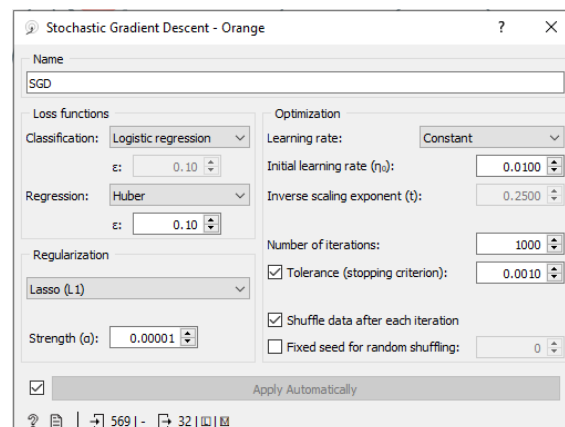 Stochastic Gradient Descent - Orange
Name
SGD
Loss functions
Classification: Logistic regression
ε: 0.10
Regression: Huber
ε: 0.10
Regularization
Lasso (L1)
Strength (α): 0.00001
Optimization
Learning rate: Constant
Initial learning rate (η₀): 0.0100
Inverse scaling exponent (t): 0.2500
Number of iterations: 1000
Tolerance (stopping criterion): 0.0010
Shuffle data after each iteration
Fixed seed for random shuffling: 0
Apply Automatically
? 569 | - 32 |